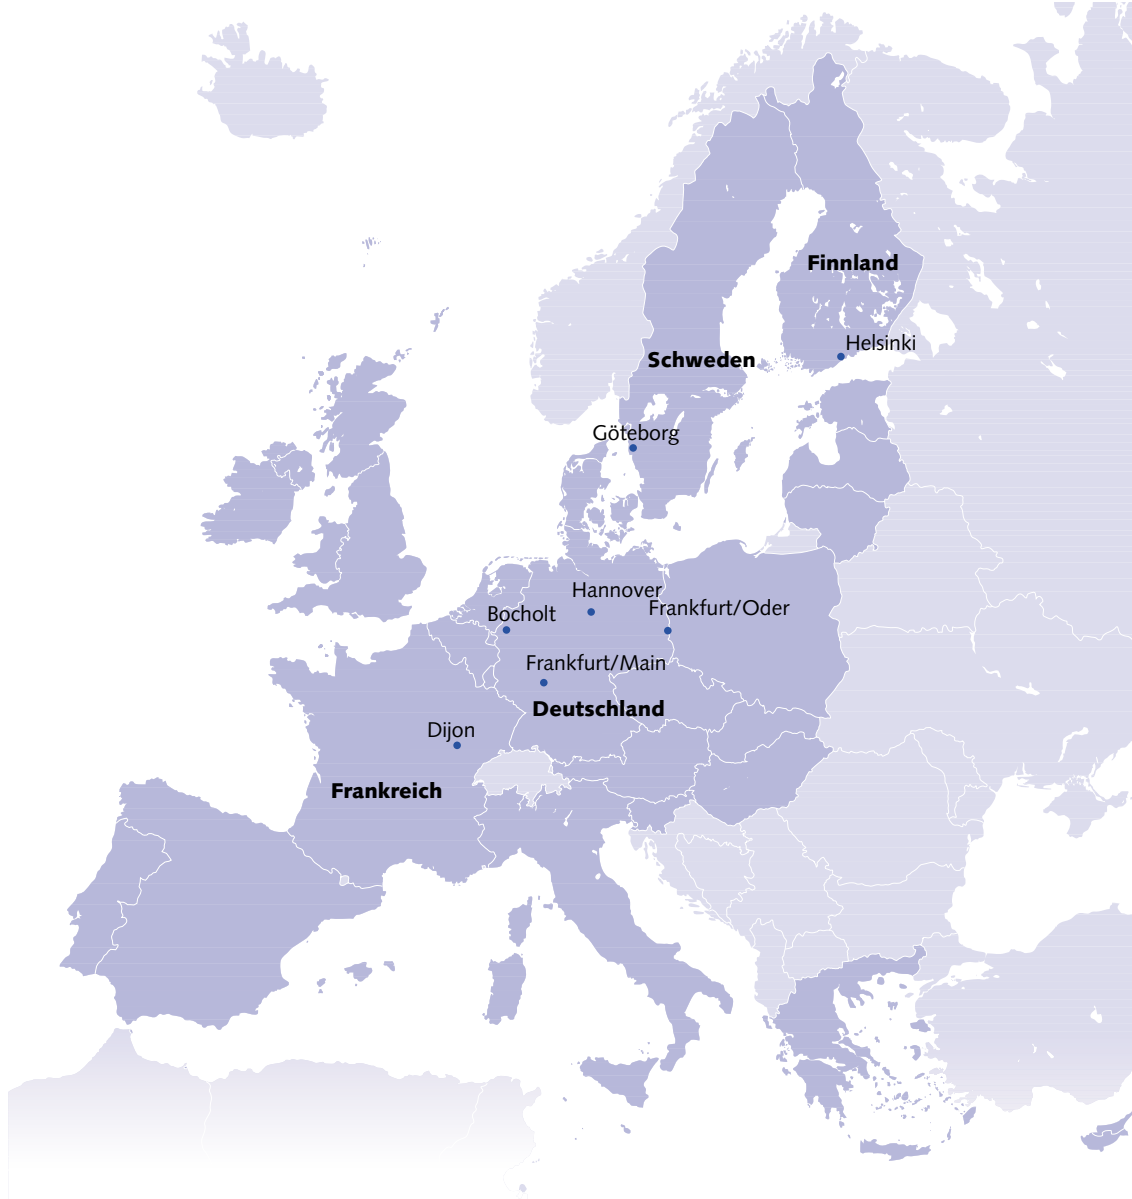 Finnland
Helsinki
Schweden
Göteborg
Hannover
Frankfurt/Oder
Bocholt
Frankfurt/Main
Deutschland
Dijon
Frankreich